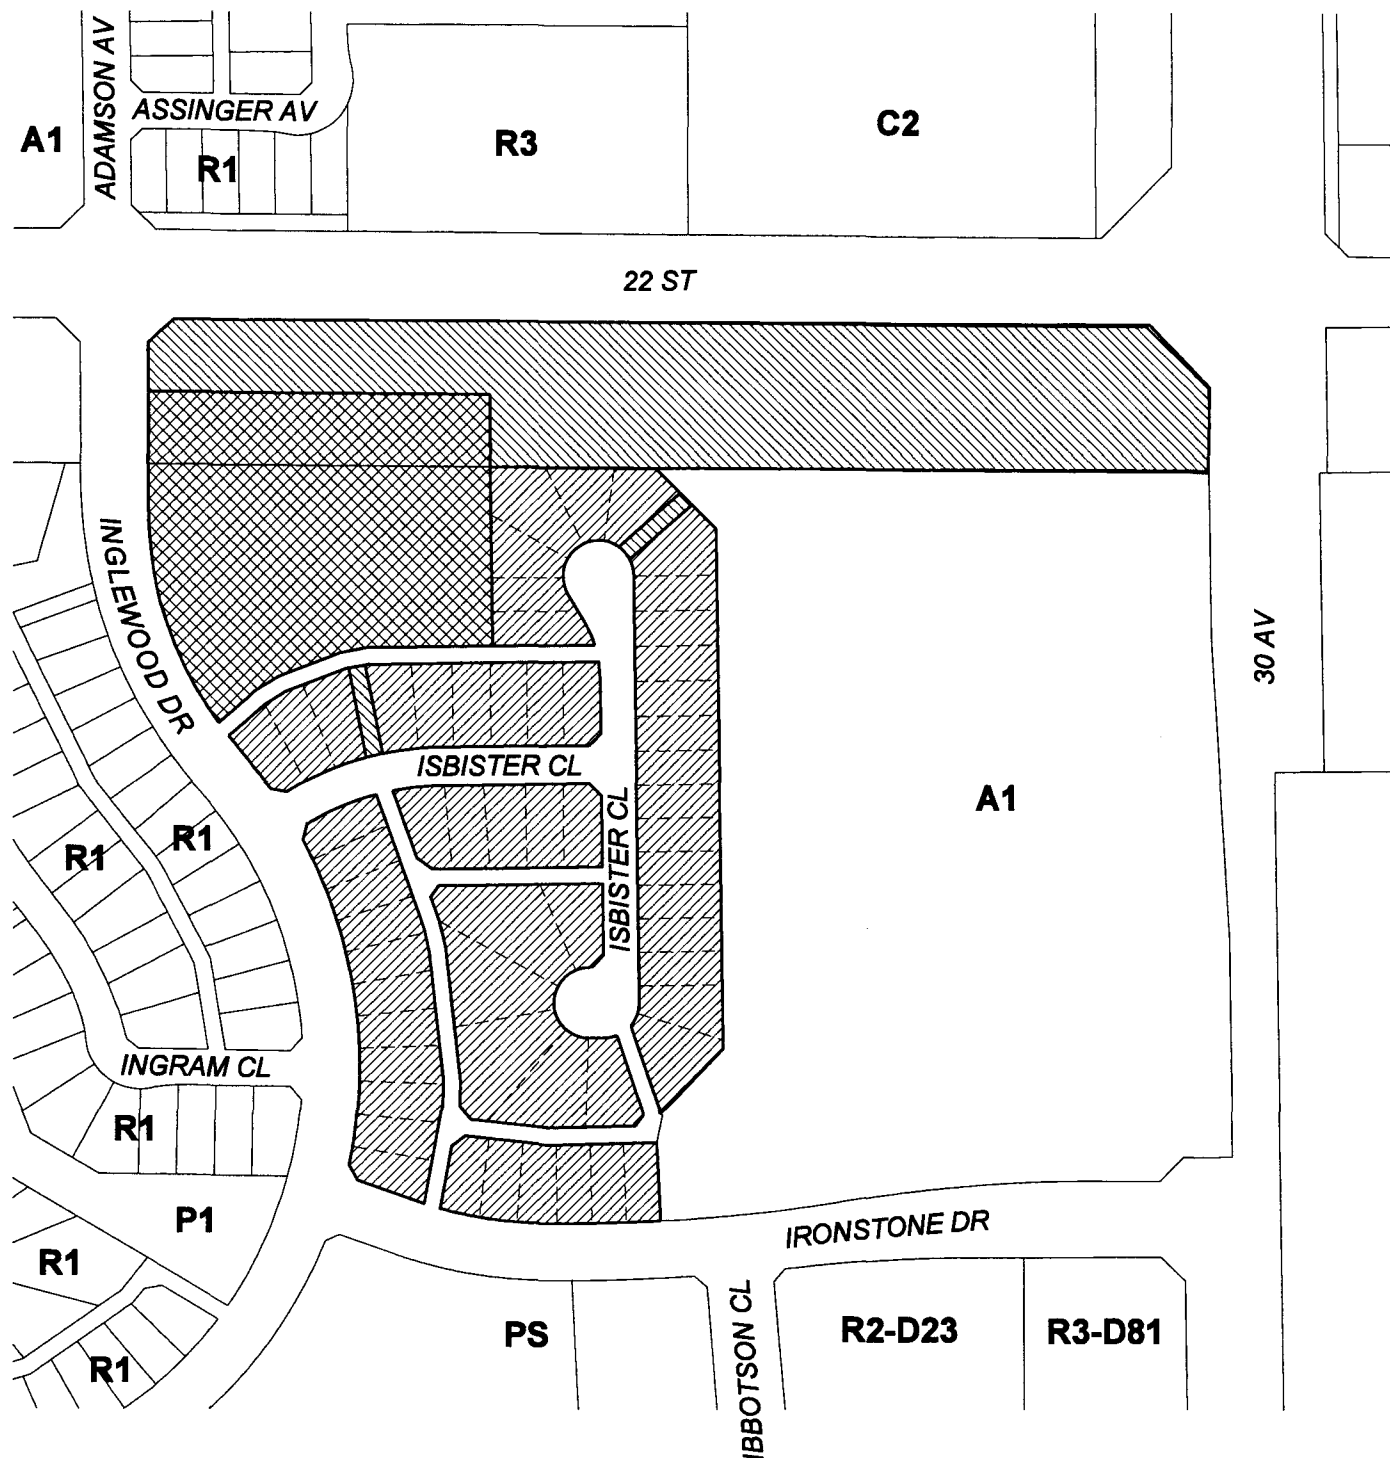 ADAMSON AV
ASSINGER AV
A1
R1
R3
C2
22 ST
INGLEWOOD DR
30 AV
ISBISTER CL
ISBISTER CL
A1
R1
R1
INGRAM CL
R1
P1
R1
R1
IRONSTONE DR
PS
IBBOTSON CL
R2-D23
R3-D81